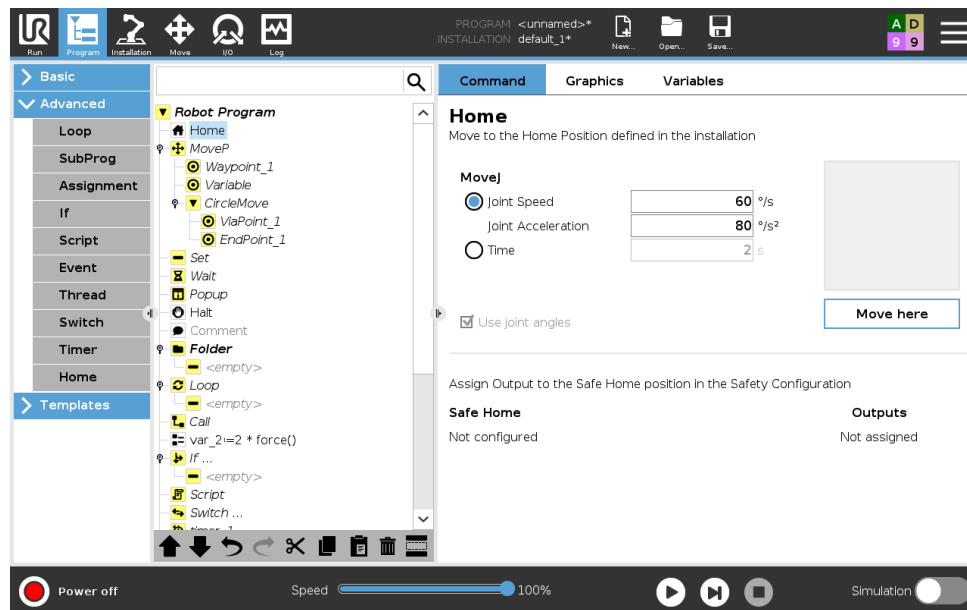 PROGRAM <unnamed>*
INSTALLATION default_1*
A D
9 9
Run Program Installation Move I/O Log New... Open... Save...
Basic
Advanced
Loop
SubProg
Assignment
If
Script
Event
Thread
Switch
Timer
Home
Templates
Robot Program
Home
MoveP
Waypoint_1
Variable
CircleMove
ViaPoint_1
EndPoint_1
Set
Wait
Popup
Halt
Comment
Folder
<empty>
Loop
<empty>
Call
var_2:=2 * force()
If ...
<empty>
Script
Switch ...
timer_1
Command Graphics Variables
Home
Move to the Home Position defined in the installation
MoveJ
Joint Speed 60 °/s
Joint Acceleration 80 °/s²
Time 2 s
Move here
Use joint angles
Assign Output to the Safe Home position in the Safety Configuration
Safe Home Outputs
Not configured Not assigned
Power off Speed 100% Simulation